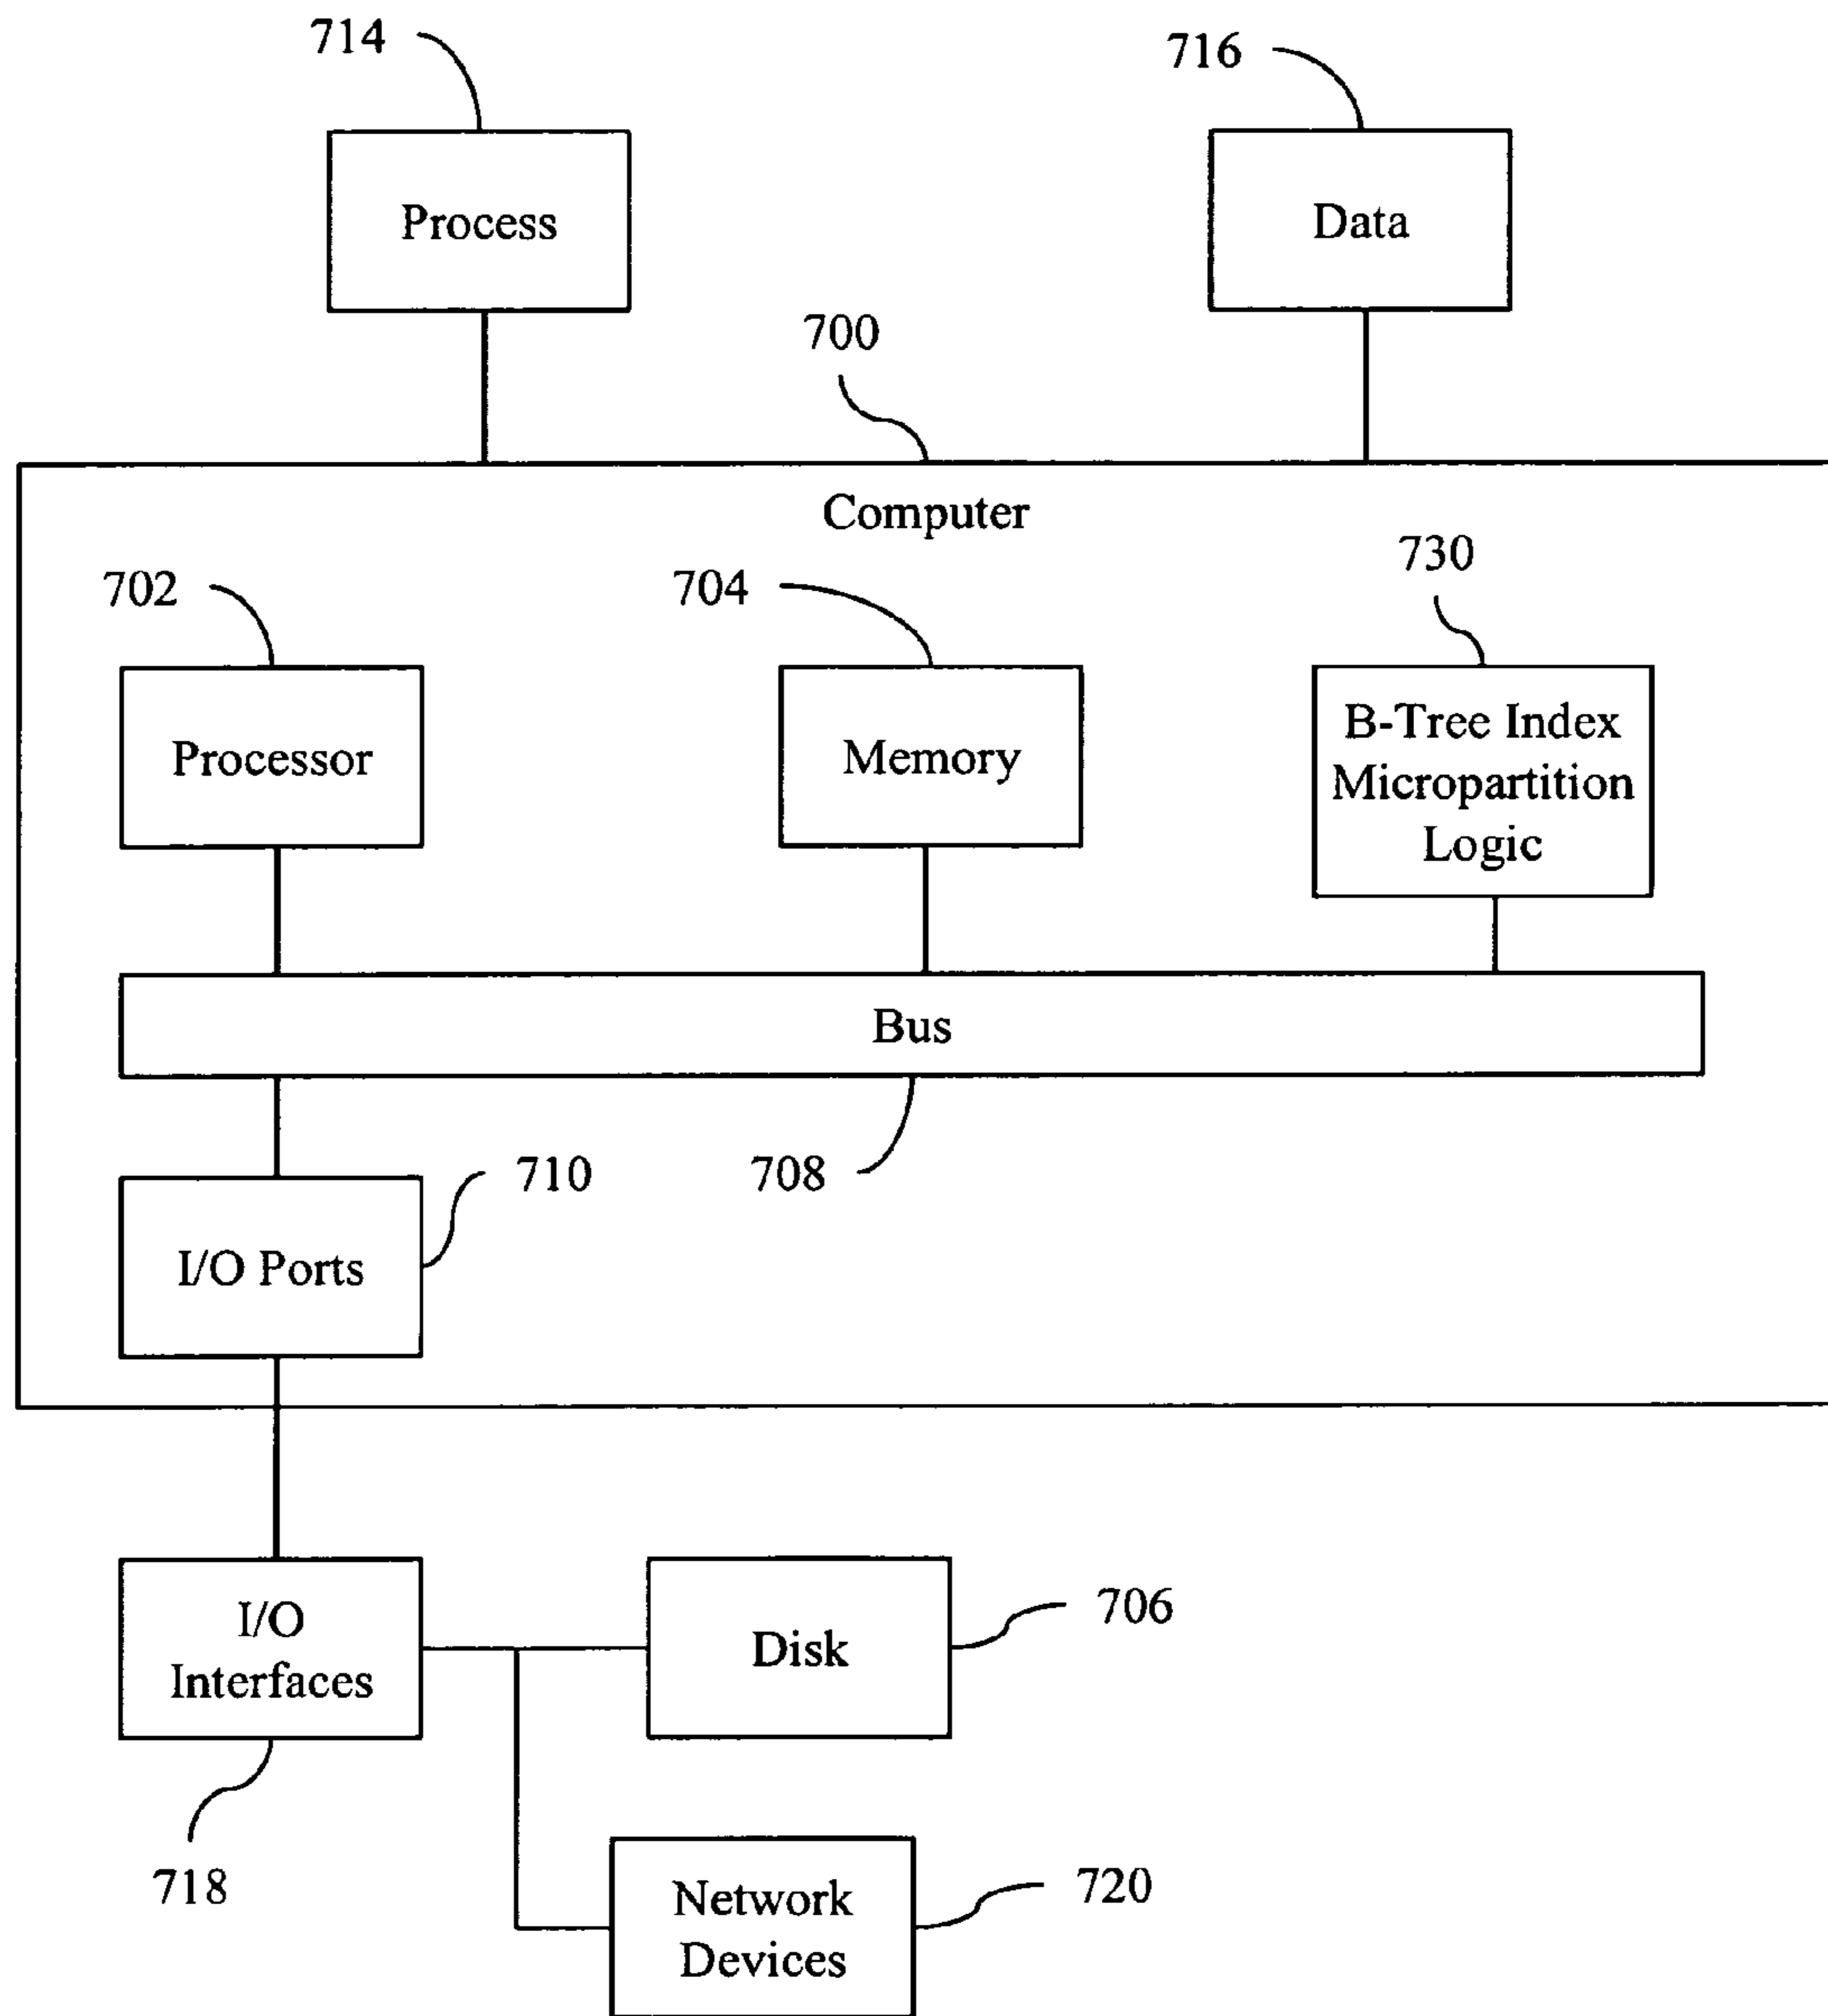 714
716
Process
Data
700
Computer
702
704
730
Processor
Memory
B-Tree Index
Micropartition
Logic
Bus
710
708
I/O Ports
I/O
Interfaces
Disk
706
718
Network
Devices
720